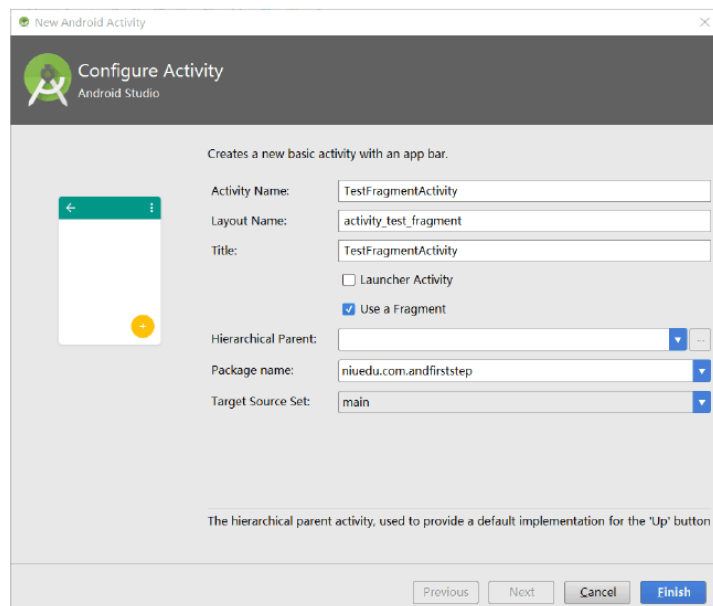 New Android Activity
Configure Activity
Android Studio
Creates a new basic activity with an app bar.
Activity Name: TestFragmentActivity
Layout Name: activity_test_fragment
Title: TestFragmentActivity
Launcher Activity
Use a Fragment
Hierarchical Parent: ...
Package name: niuedu.com.andfirststep
Target Source Set: main
The hierarchical parent activity, used to provide a default implementation for the 'Up' button
Previous Next Cancel Finish